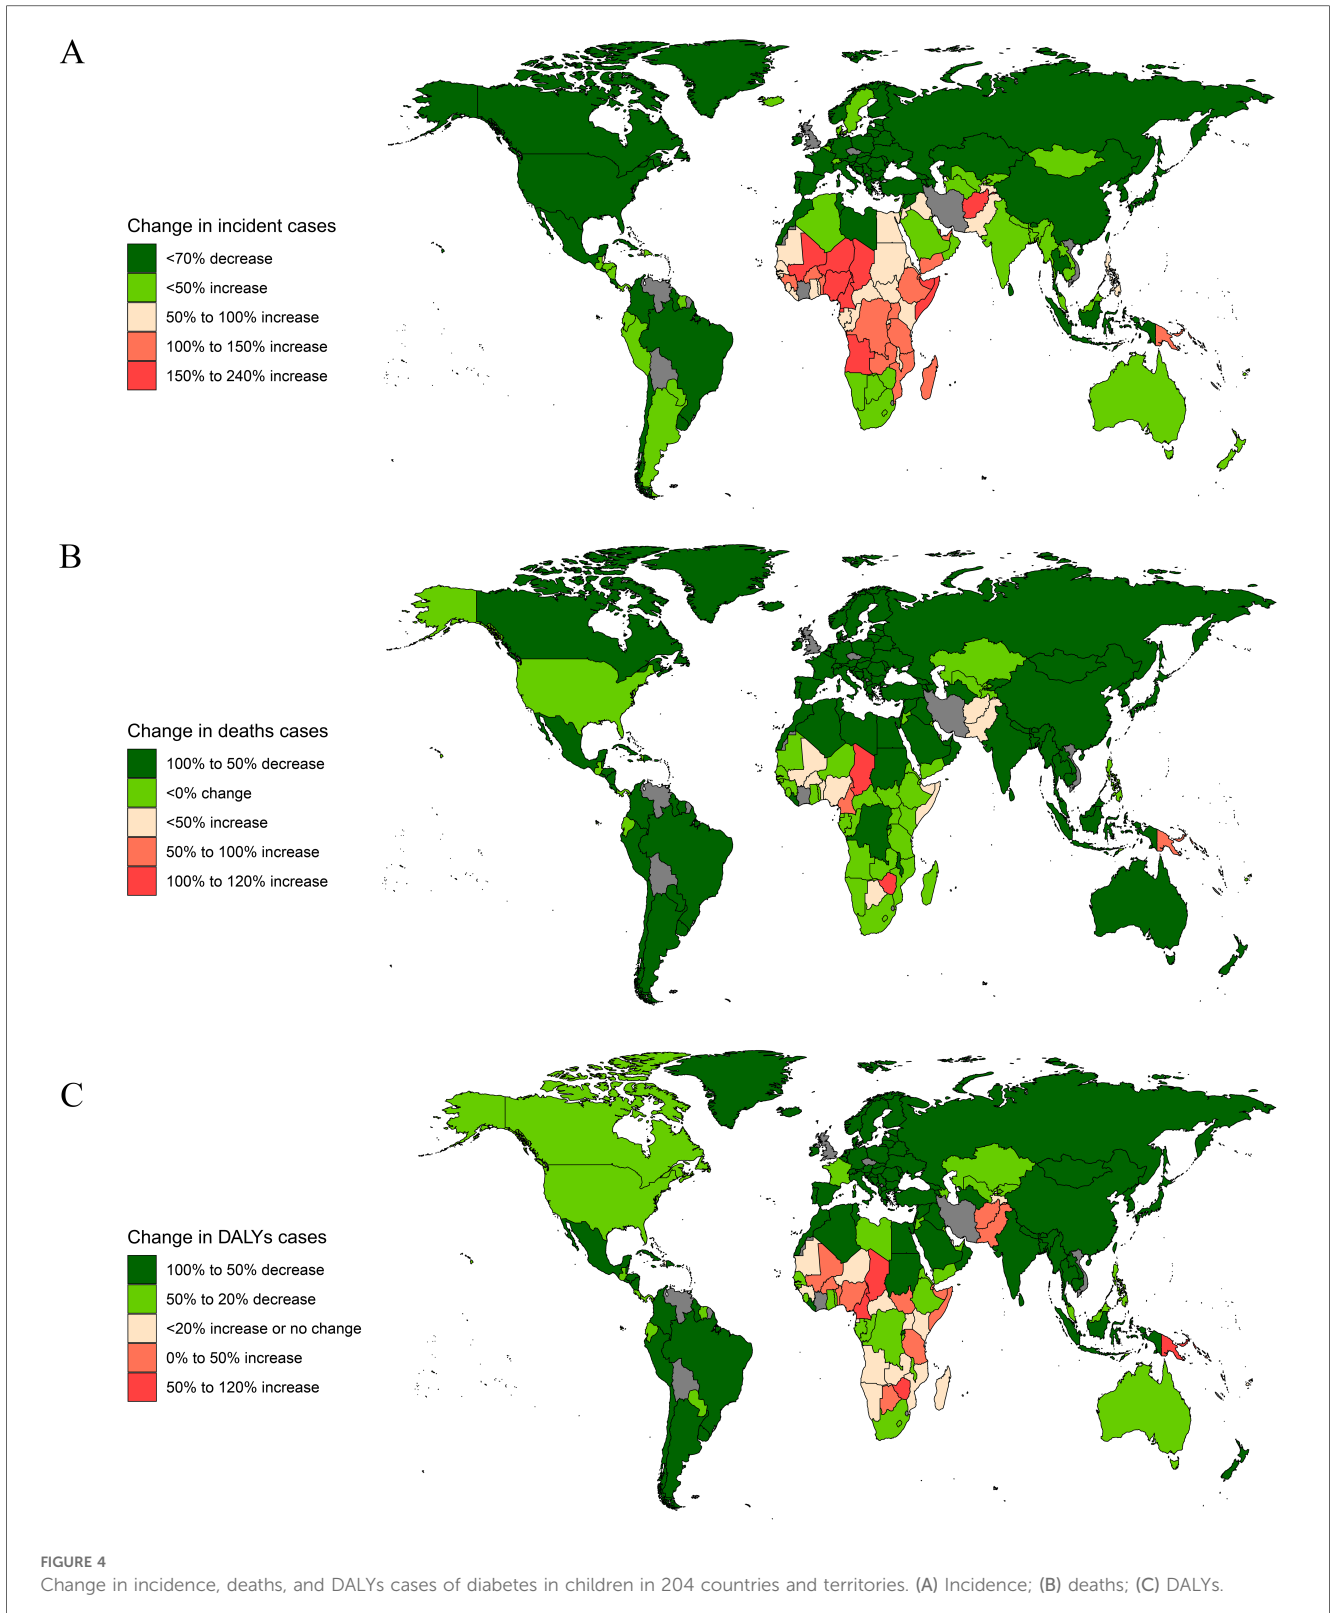 A
Change in incident cases
<70% decrease
<50% increase
50% to 100% increase
100% to 150% increase
150% to 240% increase
B
Change in deaths cases
100% to 50% decrease
<0% change
<50% increase
50% to 100% increase
100% to 120% increase
C
Change in DALYs cases
100% to 50% decrease
50% to 20% decrease
<20% increase or no change
0% to 50% increase
50% to 120% increase
FIGURE 4
Change in incidence, deaths, and DALYs cases of diabetes in children in 204 countries and territories. (A) Incidence; (B) deaths; (C) DALYs.